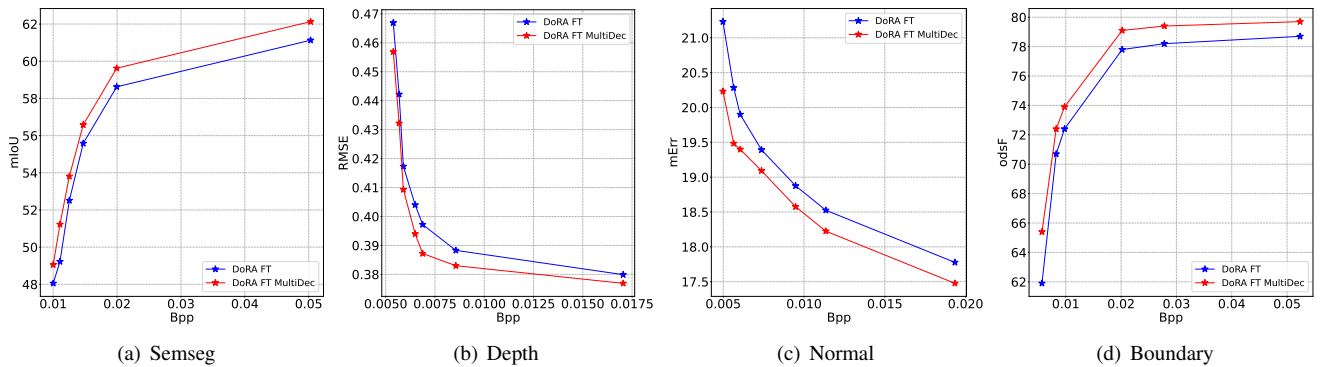 62
60
58
56
54
52
50
48
mIoU
0.01
0.02
0.03
0.04
0.05
Bpp
DoRA FT
DoRA FT MultiDec
(a) Semseg
0.47
0.46
0.45
0.44
0.43
0.42
0.41
0.40
0.39
0.38
RMSE
0.0050
0.0075
0.0100
0.0125
0.0150
0.0175
Bpp
DoRA FT
DoRA FT MultiDec
(b) Depth
21.0
20.5
20.0
19.5
19.0
18.5
18.0
17.5
mErr
0.005
0.010
0.015
0.020
Bpp
DoRA FT
DoRA FT MultiDec
(c) Normal
80
78
76
74
72
70
68
66
64
62
odsF
0.01
0.02
0.03
0.04
0.05
Bpp
DoRA FT
DoRA FT MultiDec
(d) Boundary